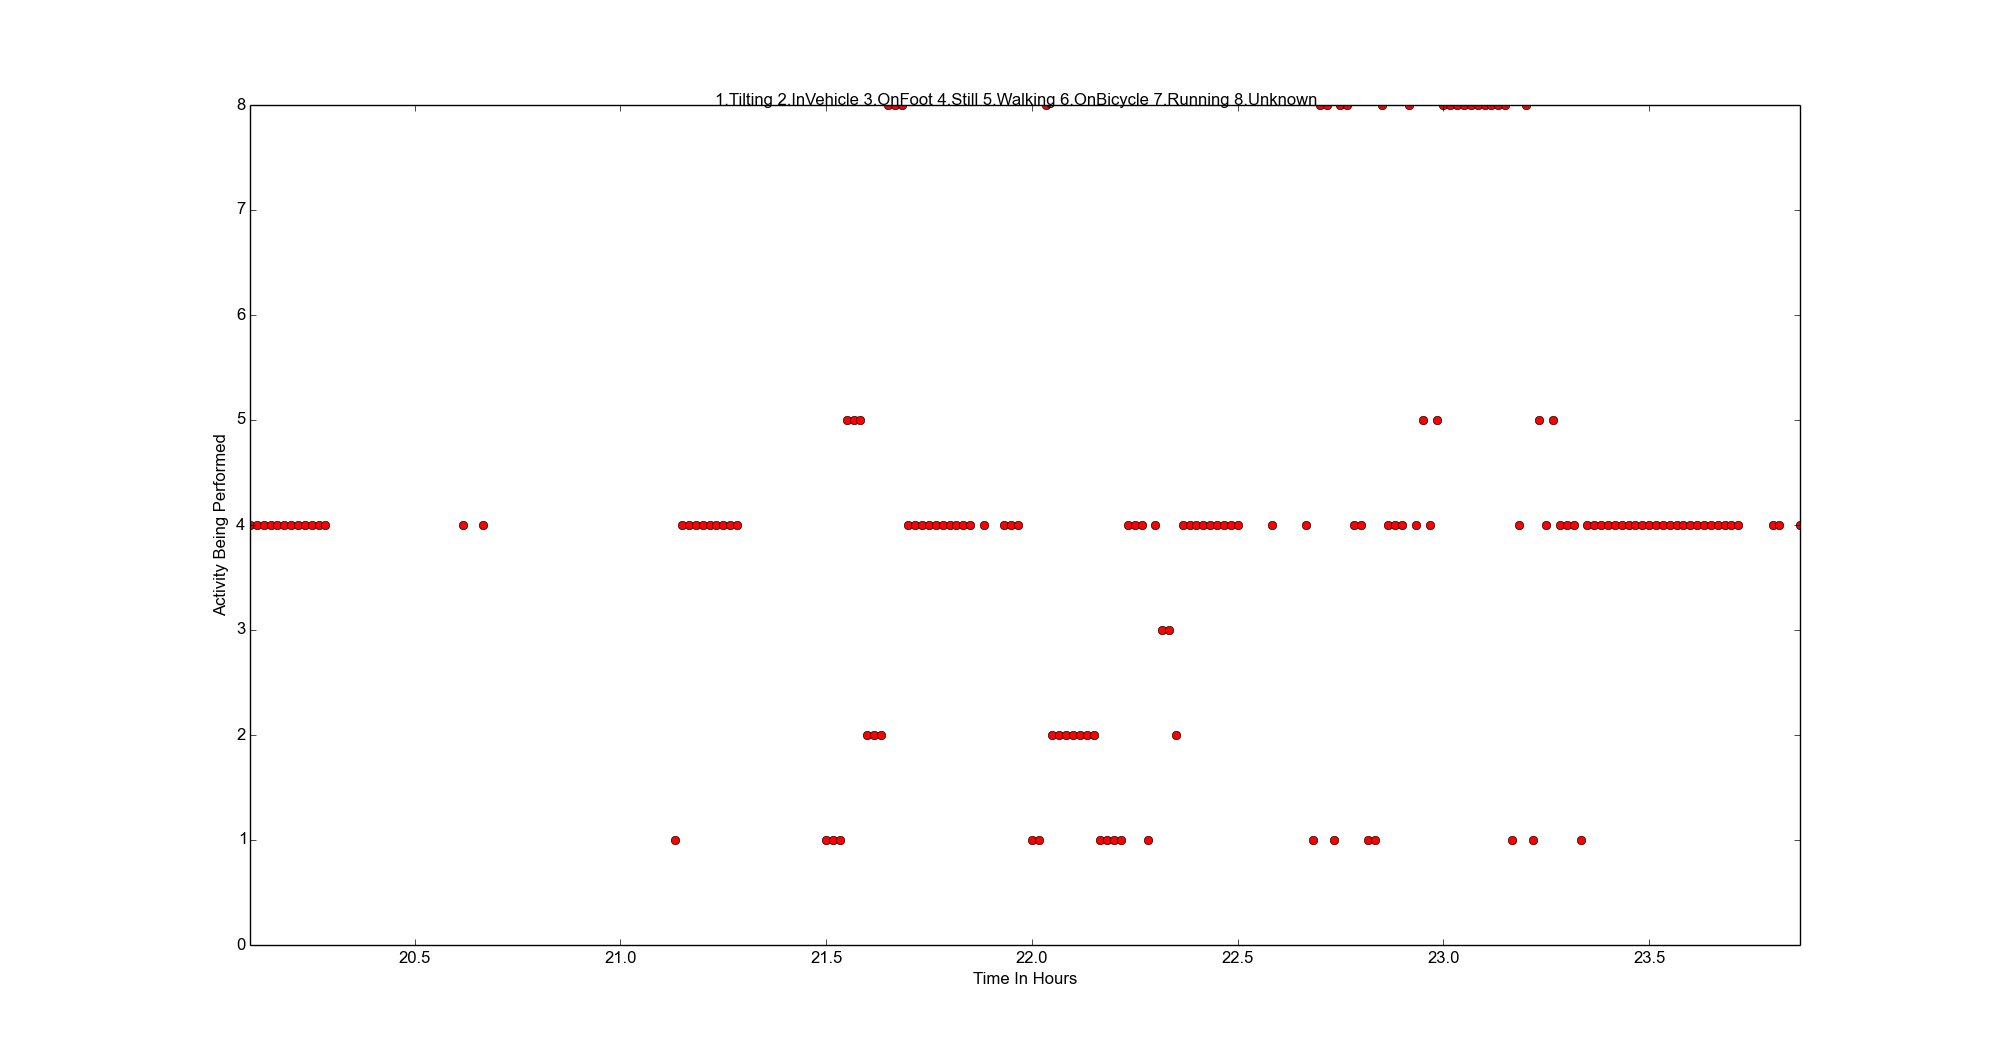 1.Tilting 2.InVehicle 3.OnFoot 4.Still 5.Walking 6.OnBicycle 7.Running 8.Unknown
8
7
6
5
4
3
2
1
0
Activity Being Performed
20.5 21.0 21.5 22.0 22.5 23.0 23.5
Time In Hours